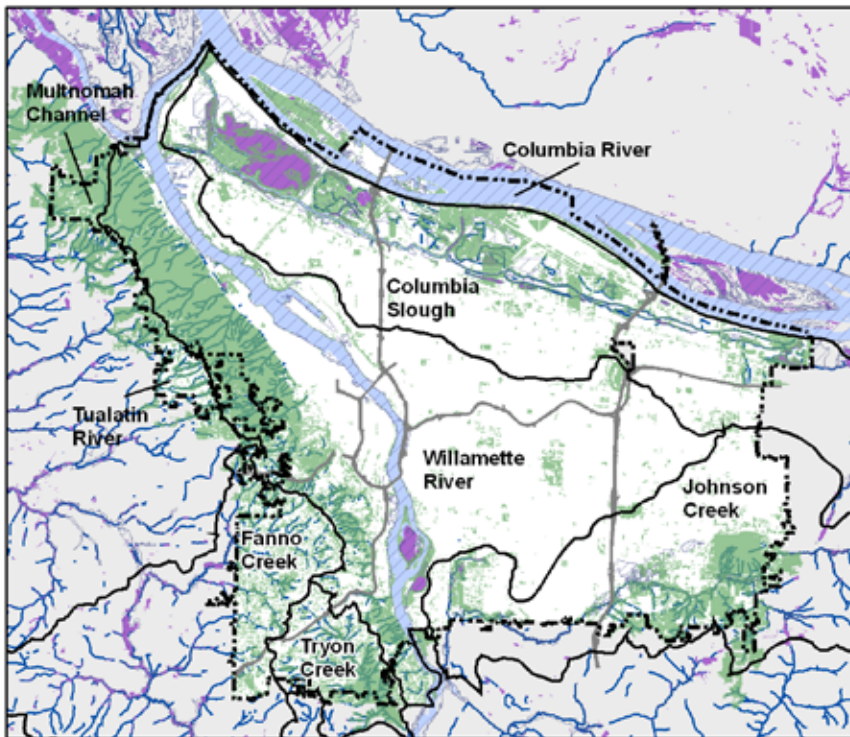 Multnomah
Channel
Columbia River
Columbia
Slough
Tualatin
River
Willamette
River
Johnson
Creek
Fanno
Creek
Tryon
Creek